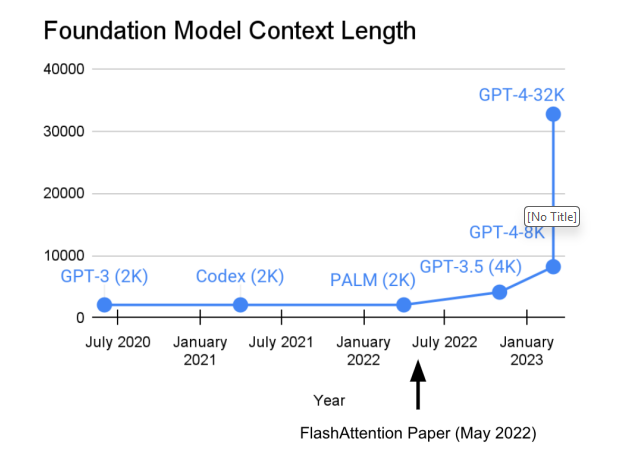 Foundation Model Context Length
40000
30000
20000
10000
0
GPT-4-32K
[No Title]
GPT-4-8K
GPT-3 (2K)
Codex (2K)
PALM (2K)
GPT-3.5 (4K)
July 2020
January
2021
July 2021
January
2022
July 2022
January
2023
Year
FlashAttention Paper (May 2022)